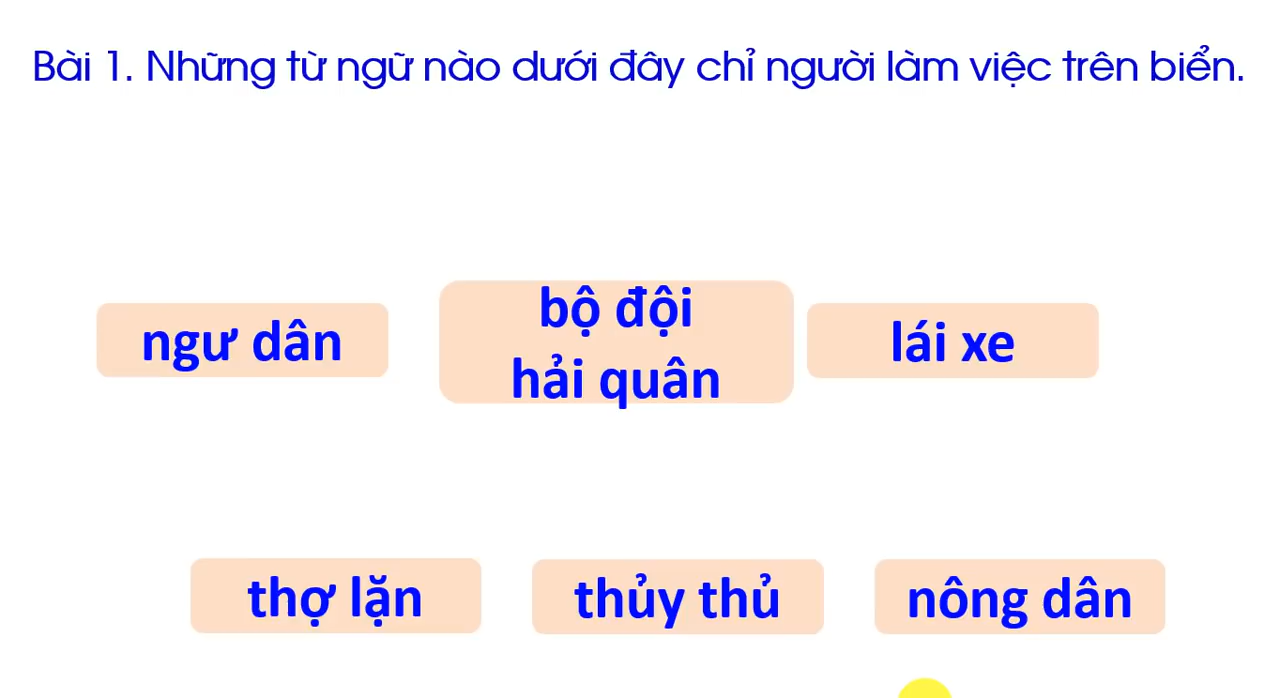 Bài 1. Những từ ngữ nào dưới đây chỉ người làm việc trên biển.
ngư dân
bộ đội
hải quân
lái xe
thợ lặn
thủy thủ
nông dân